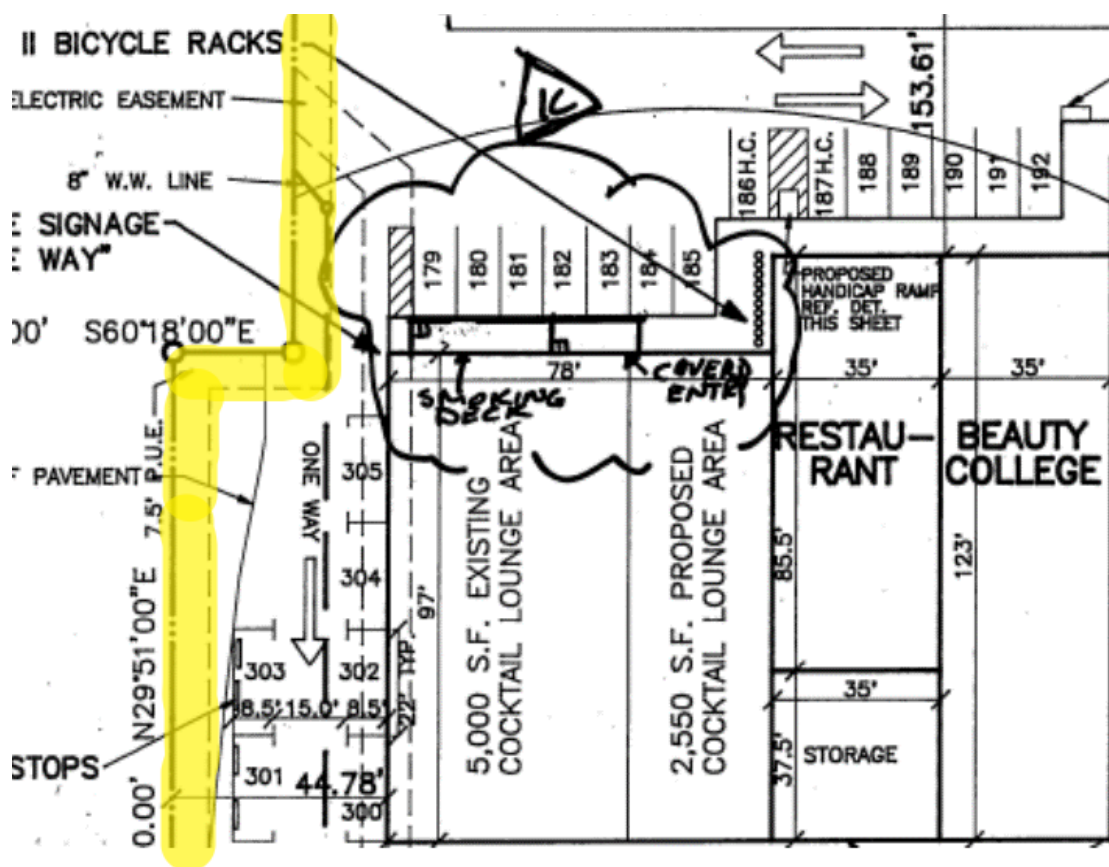 II BICYCLE RACKS
ELECTRIC EASEMENT
8" W.W. LINE
E SIGNAGE
E WAY"
00' S60°18'00"E
1C
153.61'
186 H.C.
187 H.C.
188
189
190
191
192
179
180
181
182
183
184
185
PROPOSED
HANDICAP RAMP
REF. DET.
THIS SHEET
78'
35'
35'
SMOKING
DECK
COVERD
ENTRY
7.5' P.U.E.
F PAVEMENT
ONE WAY
305
304
303
302
301
300
8.5'
15.0'
8.5'
22' TYP.
44.78'
STOPS
0.00' N29°51'00"E
97'
5,000 S.F. EXISTING
COCKTAIL LOUNGE AREA
2,550 S.F. PROPOSED
COCKTAIL LOUNGE AREA
RESTAU-
RANT
BEAUTY
COLLEGE
85.5'
123'
35'
37.5'
STORAGE